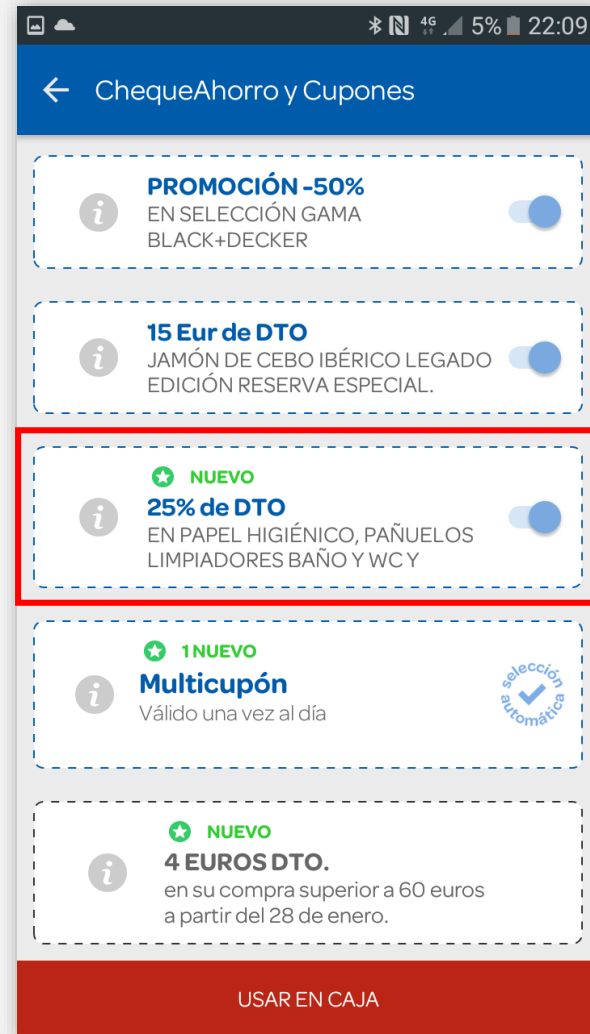 4G 5% 22:09
ChequeAhorro y Cupones
PROMOCIÓN -50%
EN SELECCIÓN GAMA
BLACK+DECKER
15 Eur de DTO
JAMÓN DE CEBO IBÉRICO LEGADO
EDICIÓN RESERVA ESPECIAL.
NUEVO
25% de DTO
EN PAPEL HIGIÉNICO, PAÑUELOS
LIMPIADORES BAÑO Y WC Y
1 NUEVO
Multicupón
Válido una vez al día
selección
automática
NUEVO
4 EUROS DTO.
en su compra superior a 60 euros
a partir del 28 de enero.
USAR EN CAJA